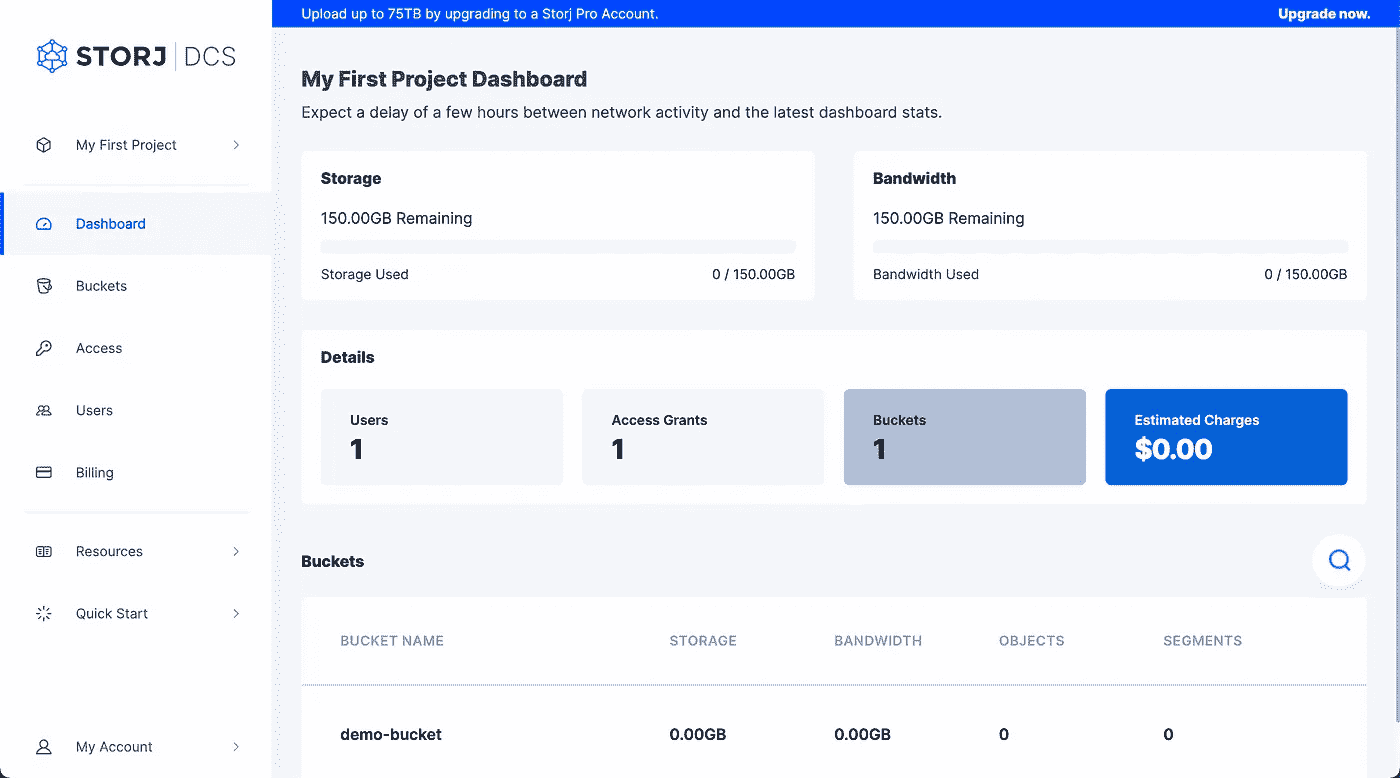 Upload up to 75TB by upgrading to a Storj Pro Account. Upgrade now.
STORJ DCS
My First Project
Dashboard
Buckets
Access
Users
Billing
Resources
Quick Start
My Account
My First Project Dashboard
Expect a delay of a few hours between network activity and the latest dashboard stats.
Storage
150.00GB Remaining
Storage Used 0 / 150.00GB
Bandwidth
150.00GB Remaining
Bandwidth Used 0 / 150.00GB
Details
Users
1
Access Grants
1
Buckets
1
Estimated Charges
$0.00
Buckets
BUCKET NAME STORAGE BANDWIDTH OBJECTS SEGMENTS
demo-bucket 0.00GB 0.00GB 0 0